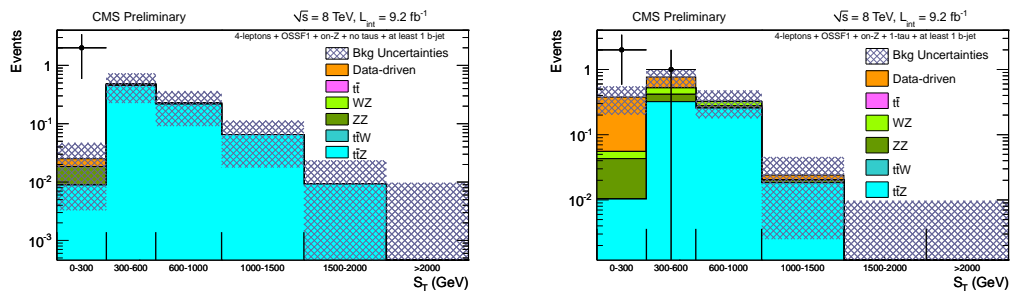 CMS Preliminary
√s = 8 TeV, L_int = 9.2 fb⁻¹
4-leptons + OSSF1 + on-Z + no taus + at least 1 b-jet
Events
1
10⁻¹
10⁻²
10⁻³
Bkg Uncertainties
Data-driven
tt̄
WZ
ZZ
tt̄W
tt̄Z
0-300 300-600 600-1000 1000-1500 1500-2000 >2000
S_T (GeV)
CMS Preliminary
√s = 8 TeV, L_int = 9.2 fb⁻¹
4-leptons + OSSF1 + on-Z + 1-tau + at least 1 b-jet
Events
1
10⁻¹
10⁻²
Bkg Uncertainties
Data-driven
tt̄
WZ
ZZ
tt̄W
tt̄Z
0-300 300-600 600-1000 1000-1500 1500-2000 >2000
S_T (GeV)